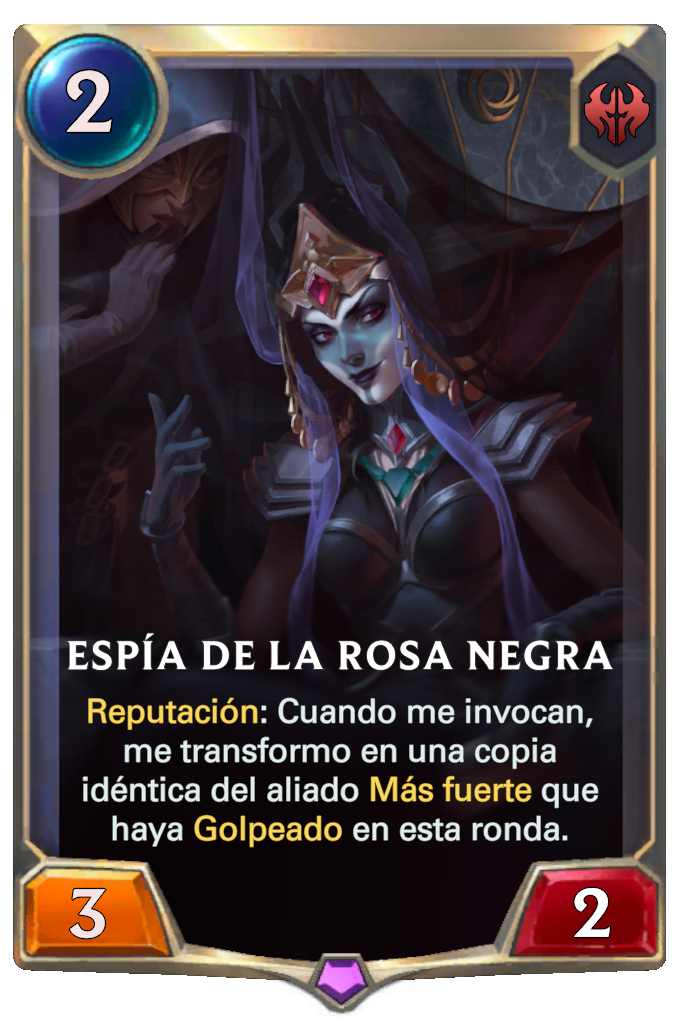 2
ESPÍA DE LA ROSA NEGRA
Reputación: Cuando me invocan,
me transformo en una copia
idéntica del aliado Más fuerte que
haya Golpeado en esta ronda.
3
2